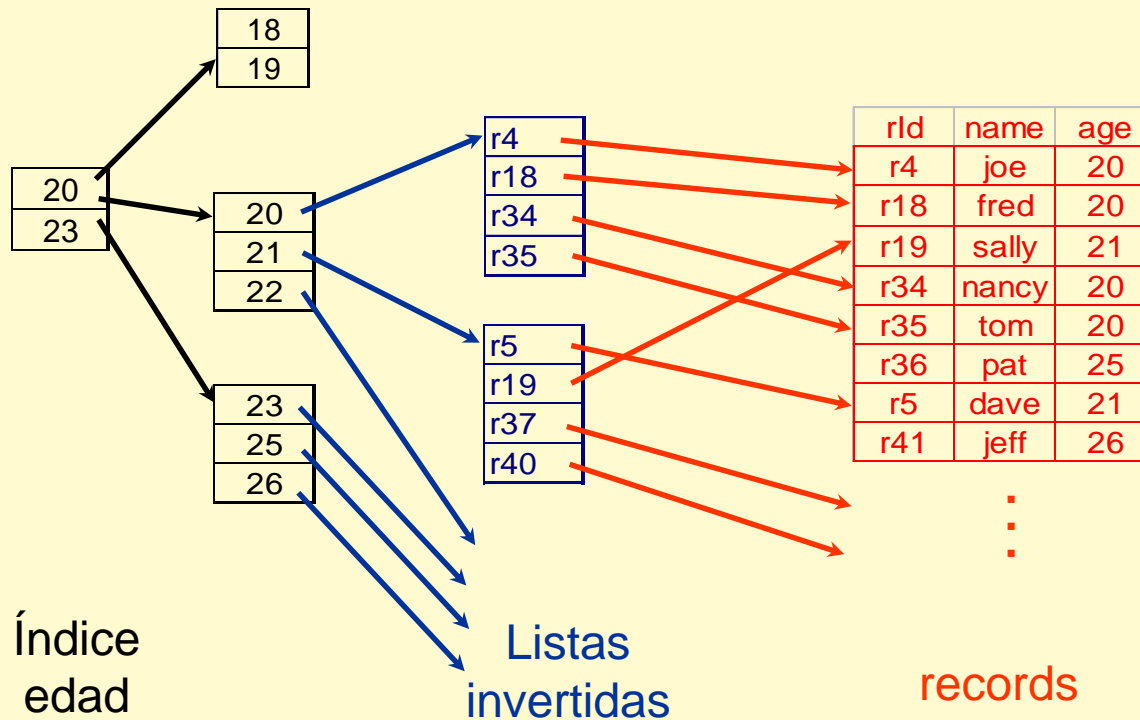 18
19
20
23
20
21
22
23
25
26
r4
r18
r34
r35
r5
r19
r37
r40
rId name age
r4 joe 20
r18 fred 20
r19 sally 21
r34 nancy 20
r35 tom 20
r36 pat 25
r5 dave 21
r41 jeff 26
Índice
edad
Listas
invertidas
records